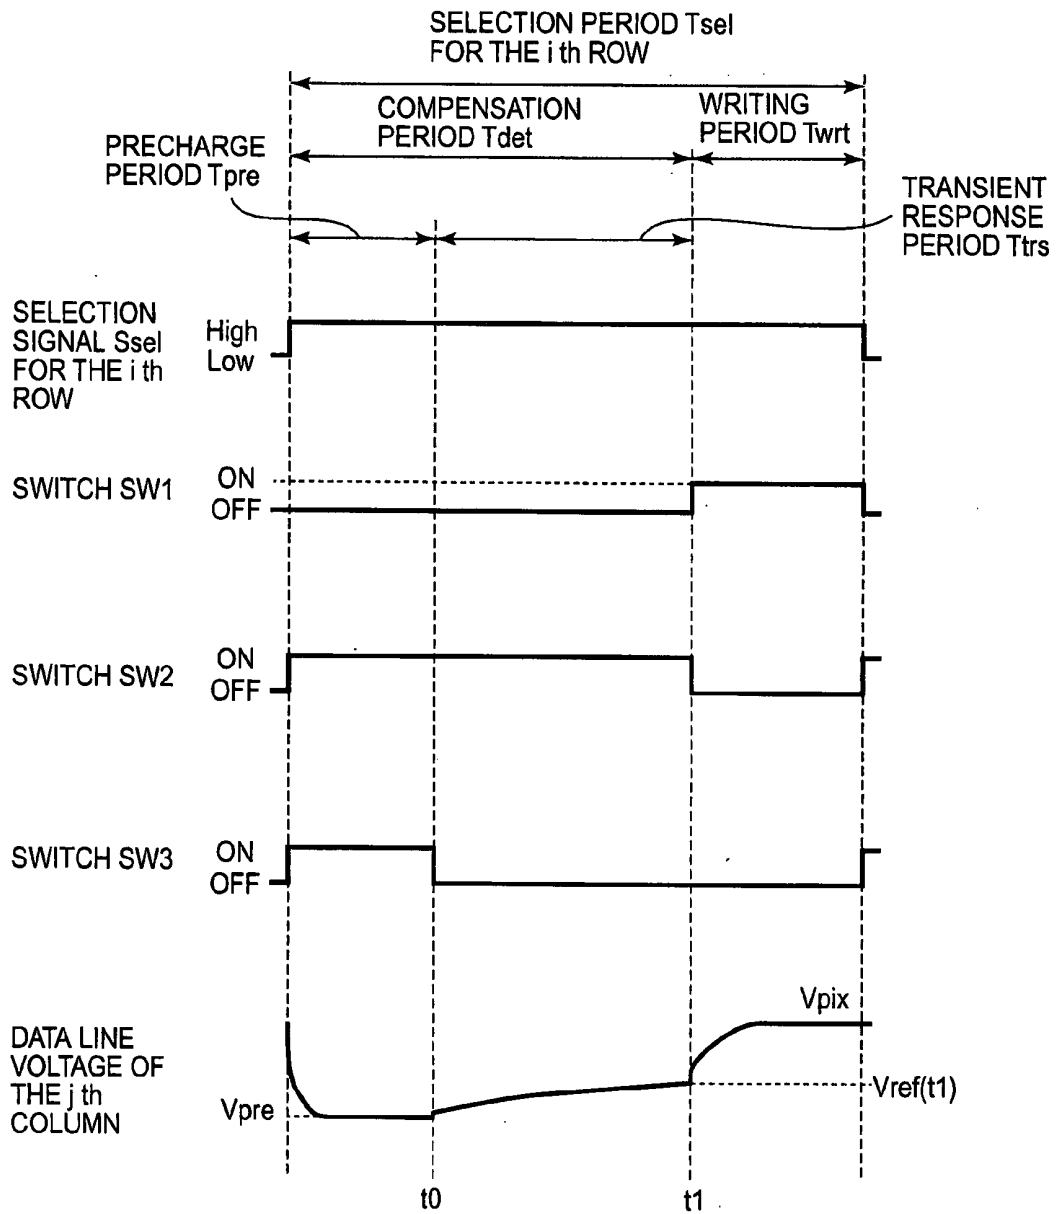 SELECTION PERIOD Tsel
FOR THE i th ROW
COMPENSATION
PERIOD Tdet
WRITING
PERIOD Twrt
PRECHARGE
PERIOD Tpre
TRANSIENT
RESPONSE
PERIOD Ttrs
SELECTION
SIGNAL Ssel
FOR THE i th
ROW
High
Low
SWITCH SW1
ON
OFF
SWITCH SW2
ON
OFF
SWITCH SW3
ON
OFF
DATA LINE
VOLTAGE OF
THE j th
COLUMN
Vpix
Vref(t1)
Vpre
t0
t1